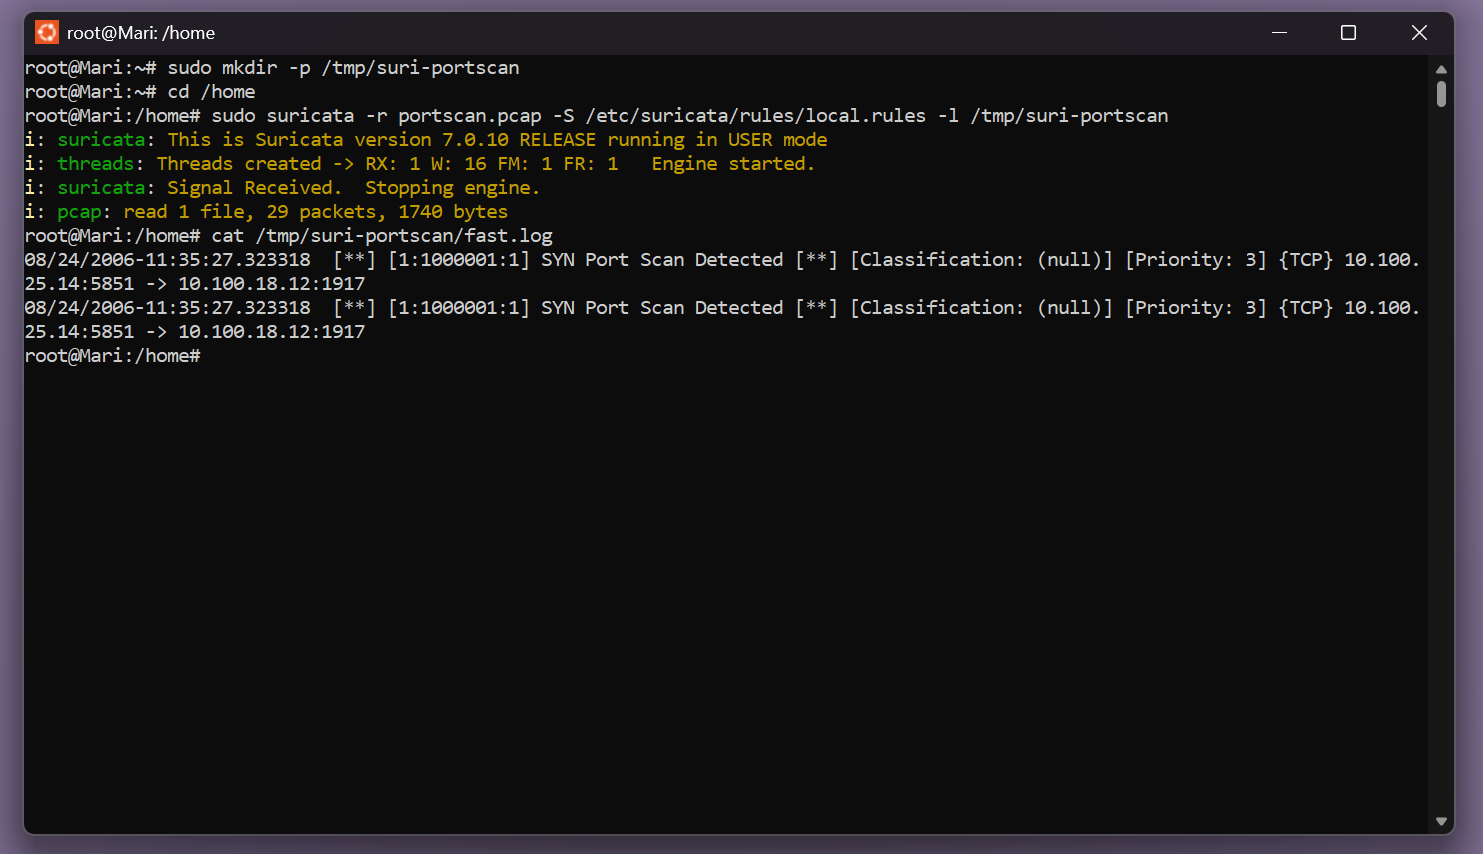 root@Mari: /home
root@Mari:~# sudo mkdir -p /tmp/suri-portscan
root@Mari:~# cd /home
root@Mari:/home# sudo suricata -r portscan.pcap -S /etc/suricata/rules/local.rules -l /tmp/suri-portscan
i: suricata: This is Suricata version 7.0.10 RELEASE running in USER mode
i: threads: Threads created -> RX: 1 W: 16 FM: 1 FR: 1   Engine started.
i: suricata: Signal Received.  Stopping engine.
i: pcap: read 1 file, 29 packets, 1740 bytes
root@Mari:/home# cat /tmp/suri-portscan/fast.log
08/24/2006-11:35:27.323318  [**] [1:1000001:1] SYN Port Scan Detected [**] [Classification: (null)] [Priority: 3] {TCP} 10.100.
25.14:5851 -> 10.100.18.12:1917
08/24/2006-11:35:27.323318  [**] [1:1000001:1] SYN Port Scan Detected [**] [Classification: (null)] [Priority: 3] {TCP} 10.100.
25.14:5851 -> 10.100.18.12:1917
root@Mari:/home#